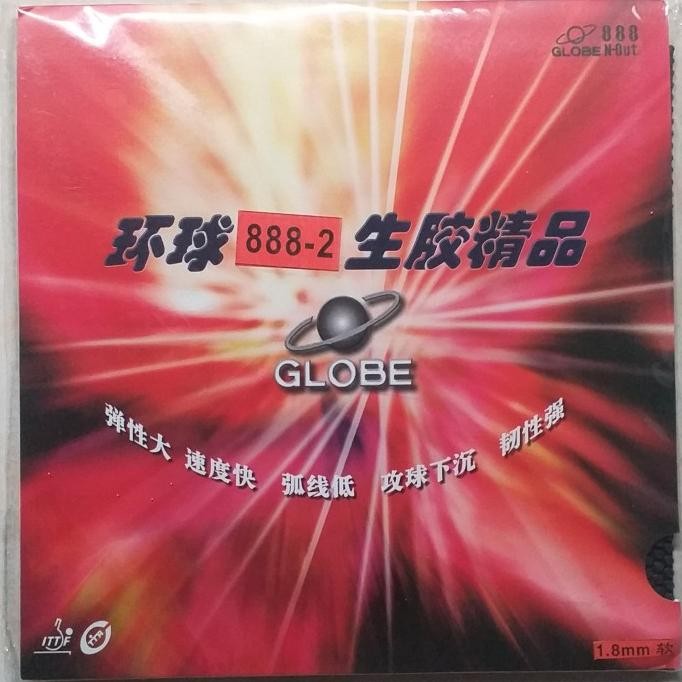 888
GLOBE N-Out
环球 888-2 生胶精品
GLOBE
弹性大 速度快 弧线低 攻球下沉 韧性强
ITTF
1.8mm 软